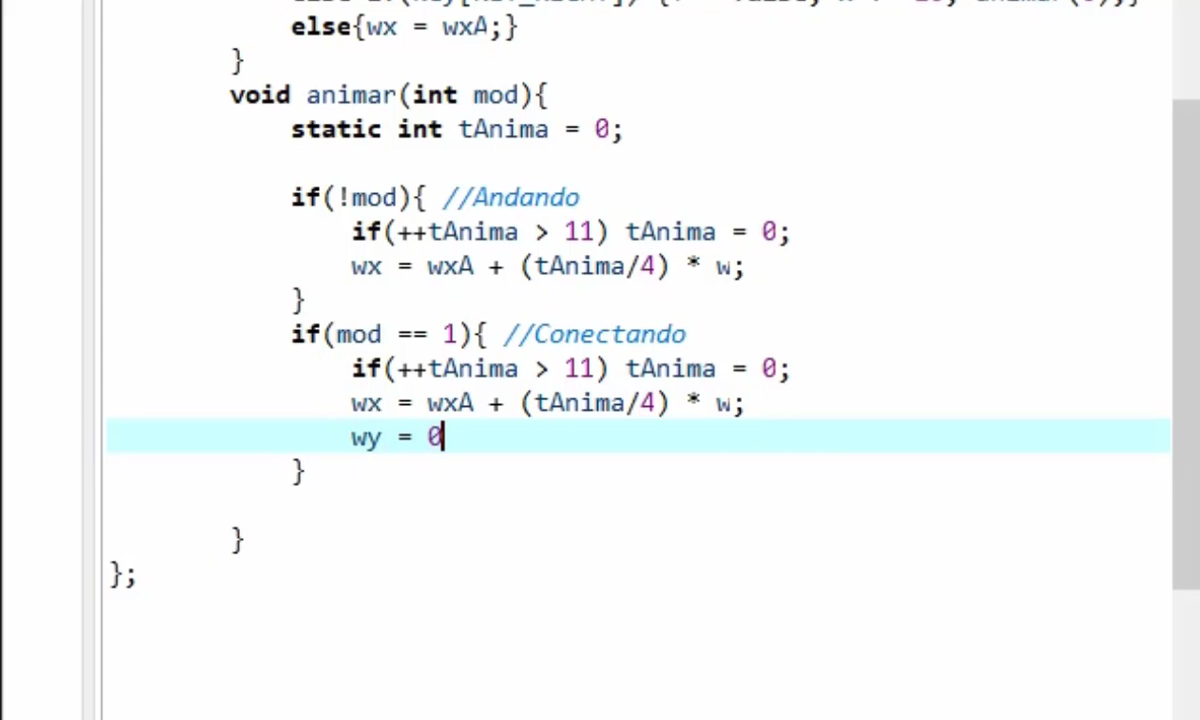 else{wx = wxA;}
}
void animar(int mod){
static int tAnima = 0;
if(!mod){ //Andando
if(++tAnima > 11) tAnima = 0;
wx = wxA + (tAnima/4) * w;
}
if(mod == 1){ //Conectando
if(++tAnima > 11) tAnima = 0;
wx = wxA + (tAnima/4) * w;
wy = 0
}
}
};